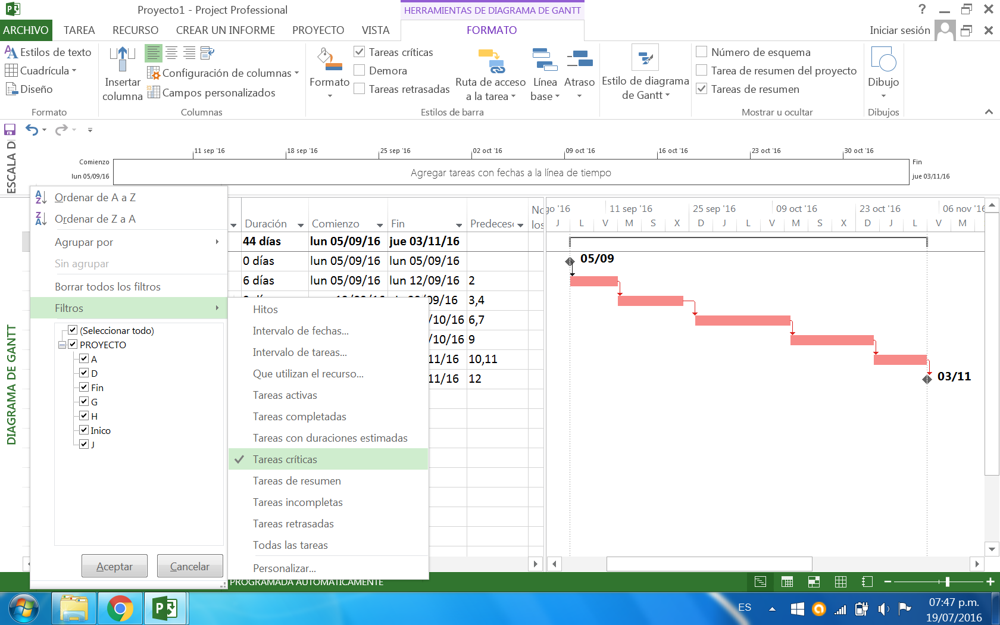 Proyecto1 - Project Professional
HERRAMIENTAS DE DIAGRAMA DE GANTT
ARCHIVO TAREA RECURSO CREAR UN INFORME PROYECTO VISTA FORMATO
Iniciar sesión
Estilos de texto
Cuadrícula
Diseño
Formato
Insertar
columna
Configuración de columnas
Campos personalizados
Columnas
Formato
Tareas críticas
Demora
Tareas retrasadas
Ruta de acceso
a la tarea
Línea
base
Atraso
Estilos de barra
Estilo de diagrama
de Gantt
Número de esquema
Tarea de resumen del proyecto
Tareas de resumen
Mostrar u ocultar
Dibujo
Dibujos
ESCALA D
11 sep '16 18 sep '16 25 sep '16 02 oct '16 09 oct '16 16 oct '16 23 oct '16 30 oct '16
Comienzo
lun 05/09/16
Agregar tareas con fechas a la línea de tiempo
Fin
jue 03/11/16
DIAGRAMA DE GANTT
Ordenar de A a Z
Ordenar de Z a A
Agrupar por
Sin agrupar
Borrar todos los filtros
Filtros
(Seleccionar todo)
PROYECTO
A
D
Fin
G
H
Inico
J
Aceptar Cancelar
Hitos
Intervalo de fechas...
Intervalo de tareas...
Que utilizan el recurso...
Tareas activas
Tareas completadas
Tareas con duraciones estimadas
Tareas críticas
Tareas de resumen
Tareas incompletas
Tareas retrasadas
Todas las tareas
Personalizar...
Duración Comienzo Fin Predeces
No
los
44 días lun 05/09/16 jue 03/11/16
0 días lun 05/09/16 lun 05/09/16
6 días lun 05/09/16 lun 12/09/16 2
/09/16 3,4
/10/16 6,7
/10/16 9
11/16 10,11
11/16 12
go '16 11 sep '16 25 sep '16 09 oct '16 23 oct '16 06 nov '16
J L V M S X D J L V M S X D J L V M
05/09
03/11
PROGRAMADA AUTOMÁTICAMENTE
ES
07:47 p.m.
19/07/2016